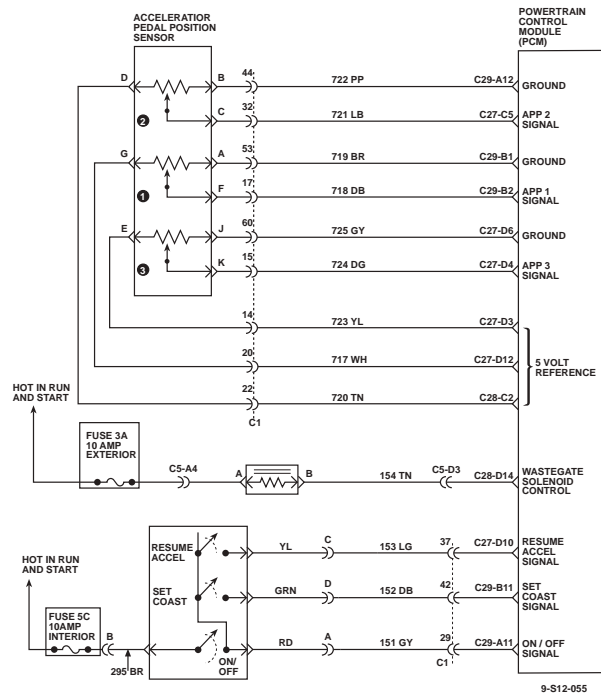 ACCELERATIOR
PEDAL POSITION
SENSOR
POWERTRAIN
CONTROL
MODULE
(PCM)
D
B
44
722 PP
C29-A12
GROUND
2
C
32
721 LB
C27-C5
APP 2
SIGNAL
G
A
53
719 BR
C29-B1
GROUND
1
F
17
718 DB
C29-B2
APP 1
SIGNAL
E
J
60
725 GY
C27-D6
GROUND
3
K
15
724 DG
C27-D4
APP 3
SIGNAL
14
723 YL
C27-D3
20
717 WH
C27-D12
5 VOLT
REFERENCE
22
720 TN
C28-C2
C1
HOT IN RUN
AND START
FUSE 3A
10 AMP
EXTERIOR
C5-A4
A
B
154 TN
C5-D3
C28-D14
WASTEGATE
SOLENOID
CONTROL
HOT IN RUN
AND START
RESUME
ACCEL
YL
C
153 LG
37
C27-D10
RESUME
ACCEL
SIGNAL
SET
COAST
GRN
D
152 DB
42
C29-B11
SET
COAST
SIGNAL
FUSE 5C
10AMP
INTERIOR
B
295 BR
ON/
OFF
RD
A
151 GY
29
C1
C29-A11
ON / OFF
SIGNAL
9-S12-055